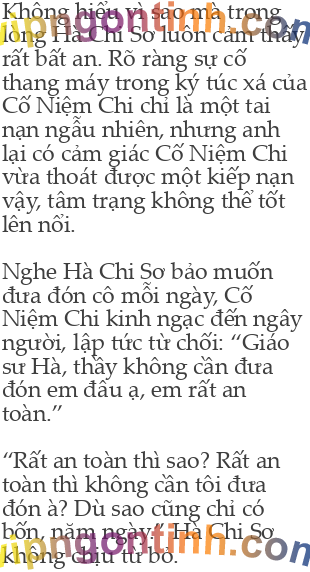 Không hiểu vì sao mà trong
lòng Hà Chi Sơ luôn cảm thấy
rất bất an. Rõ ràng sự cố
thang máy trong ký túc xá của
Cố Niệm Chi chỉ là một tai
nạn ngẫu nhiên, nhưng anh
lại có cảm giác Cố Niệm Chi
vừa thoát được một kiếp nạn
vậy, tâm trạng không thể tốt
lên nổi.
Nghe Hà Chi Sơ bảo muốn
đưa đón cô mỗi ngày, Cố
Niệm Chi kinh ngạc đến ngây
người, lập tức từ chối: “Giáo
sư Hà, thầy không cần đưa
đón em đâu ạ, em rất an
toàn.”
“Rất an toàn thì sao? Rất an
toàn thì không cần tôi đưa
đón à? Dù sao cũng chỉ có
bốn, năm ngày.” Hà Chi Sơ
không chịu từ bỏ.
vipngontinh.com
vipngontinh.com